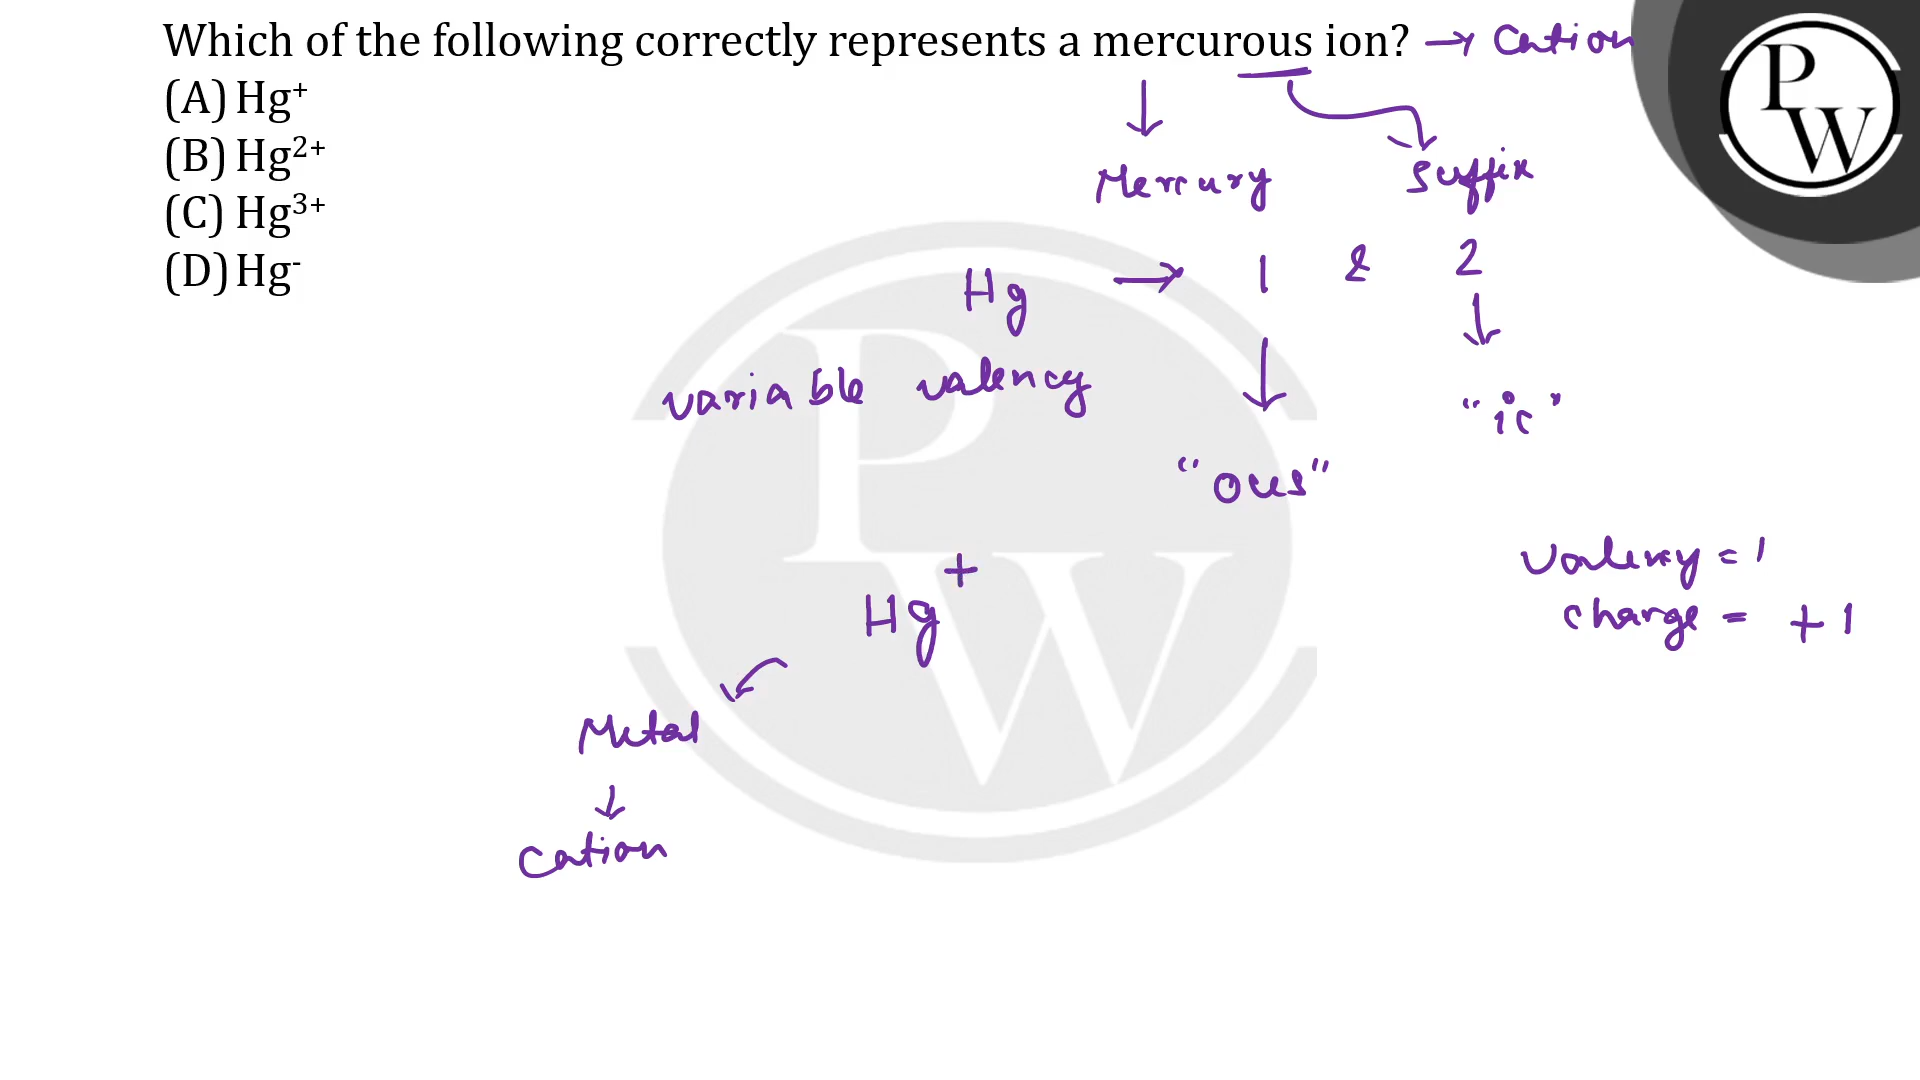 Which of the following correctly represents a mercurous ion? → Cation
(A) Hg⁺
(B) Hg²⁺
(C) Hg³⁺
(D) Hg⁻
PW
Mercury suffix
Hg → 1 & 2
variable valency
"ous" "ic"
Hg⁺
valency = 1
charge = +1
Metal
Cation